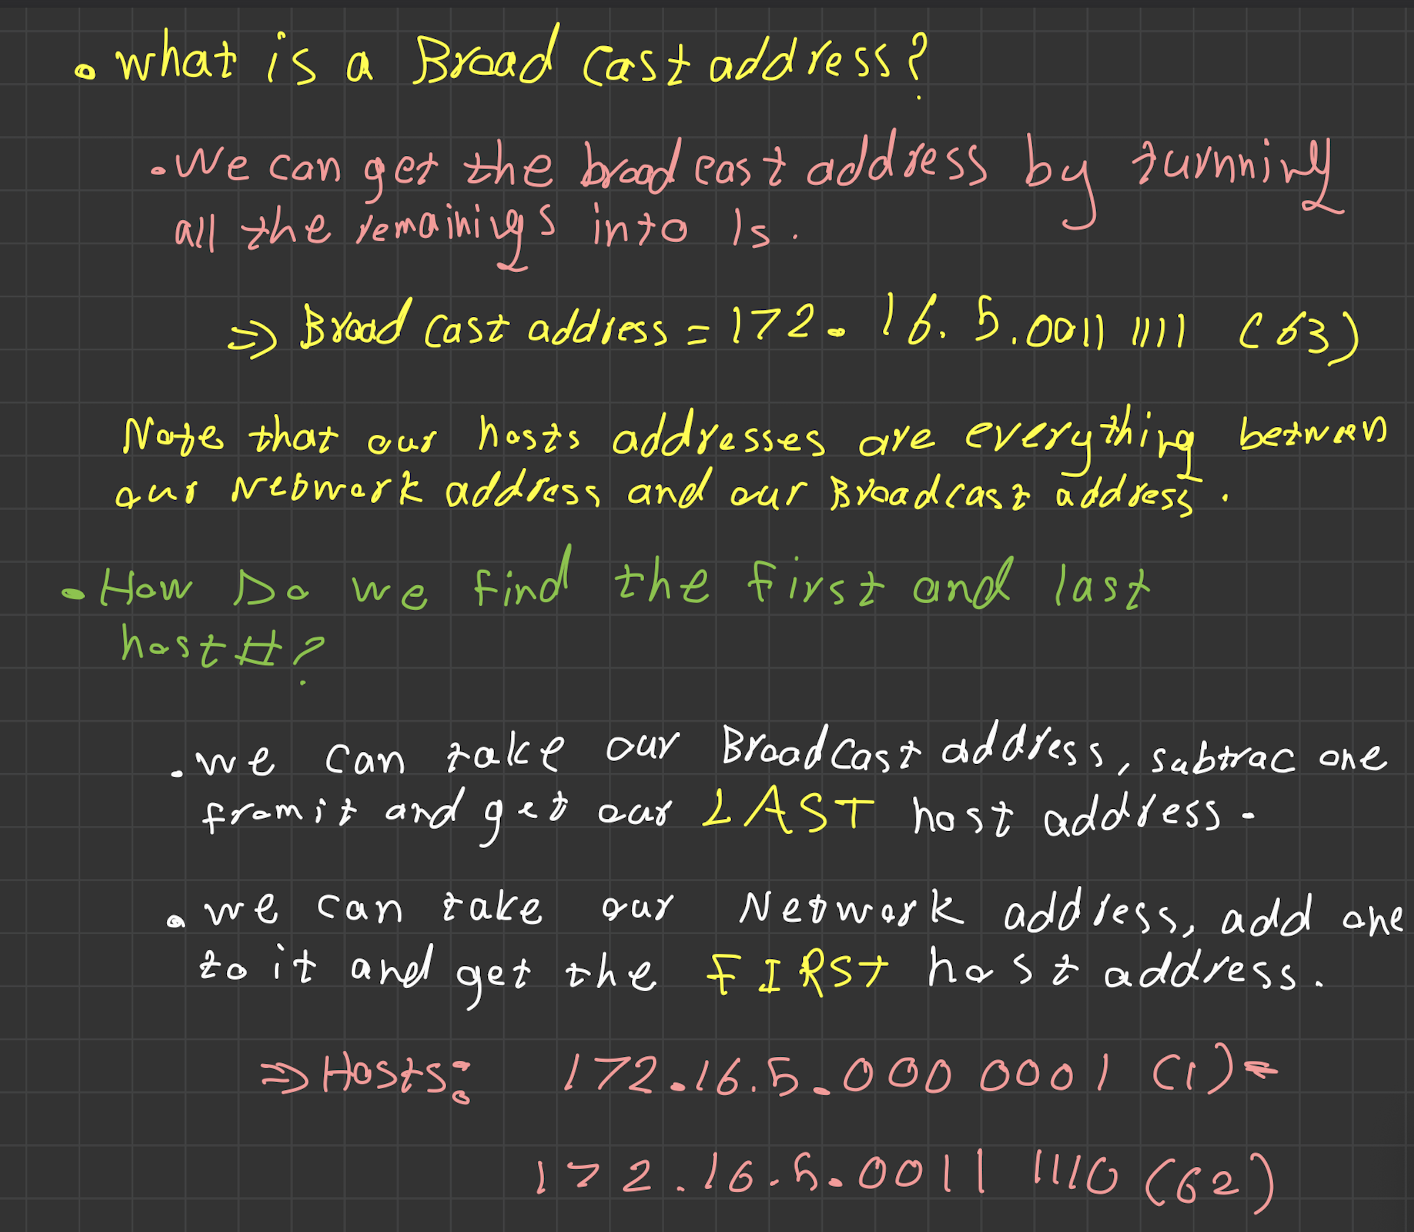 • what is a Broad Cast address?
• We can get the broad cast address by turnning
all the remainings into 1s.
⇒ Broad Cast address = 172. 16. 5.0011 1111 (63)
Note that our hosts addresses are everything between
our Network address and our Broadcast address.
• How Do we find the first and last
host#?
• we can take our BroadCast address, subtrac one
from it and get our LAST host address.
• we can take our Network address, add one
to it and get the FIRST host address.
⇒ Hosts: 172.16.5.000 0001 (1) -
172.16.5.0011 1110 (62)